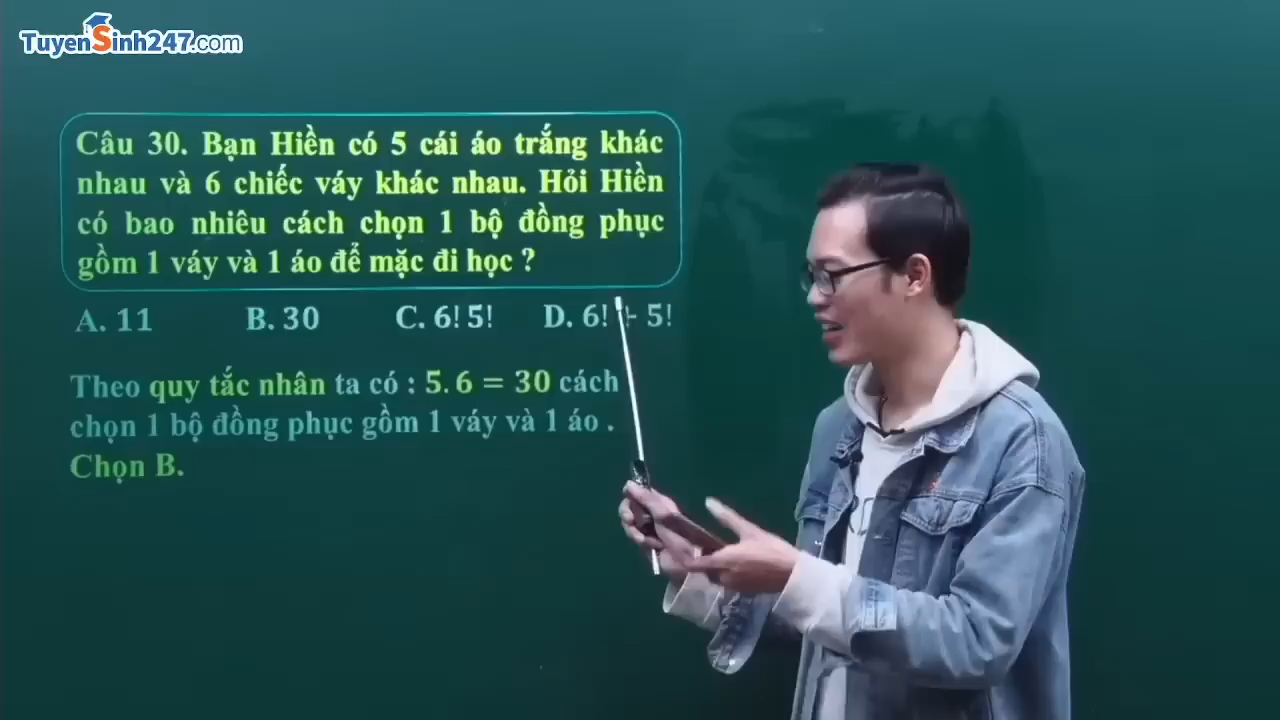 TuyenSinh247.com
Câu 30. Bạn Hiền có 5 cái áo trắng khác
nhau và 6 chiếc váy khác nhau. Hỏi Hiền
có bao nhiêu cách chọn 1 bộ đồng phục
gồm 1 váy và 1 áo để mặc đi học ?
A. 11 B. 30 C. 6! 5! D. 6! + 5!
Theo quy tắc nhân ta có : 5. 6 = 30 cách
chọn 1 bộ đồng phục gồm 1 váy và 1 áo .
Chọn B.